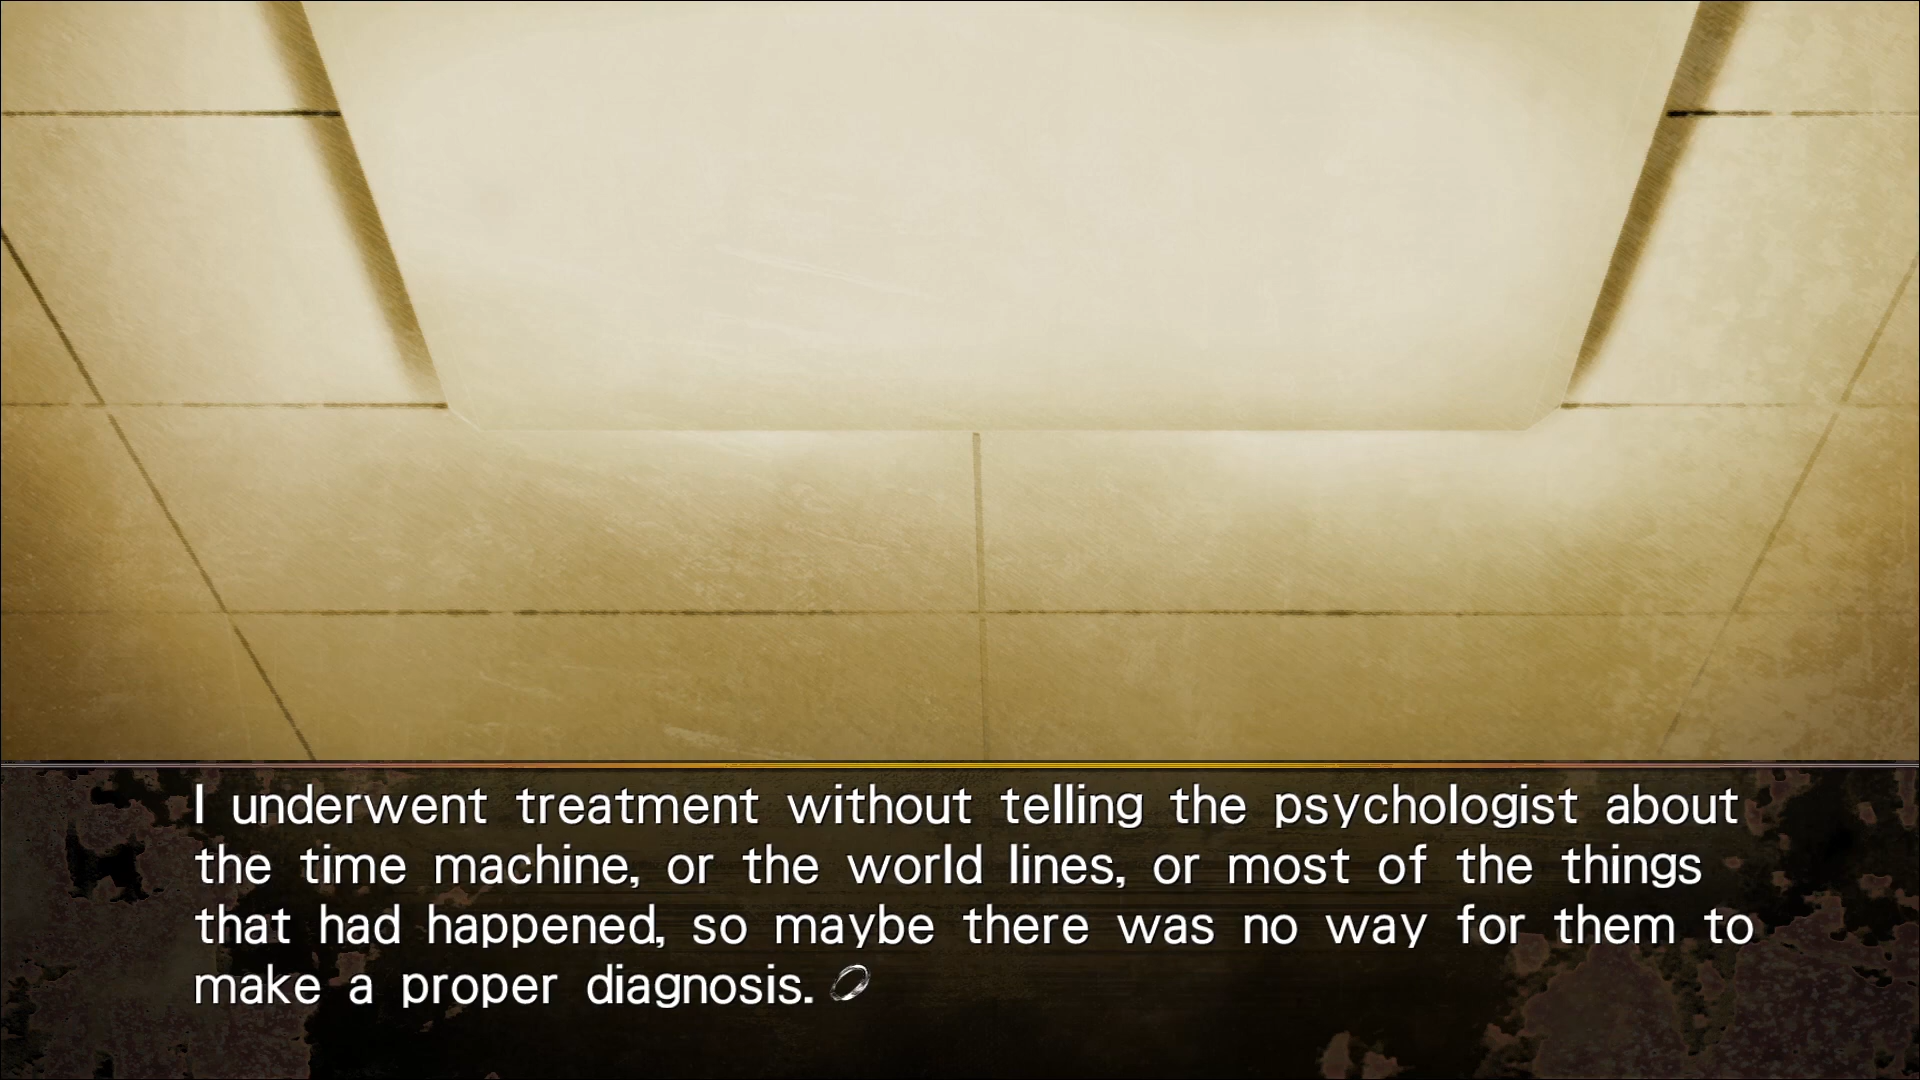 I underwent treatment without telling the psychologist about
the time machine, or the world lines, or most of the things
that had happened, so maybe there was no way for them to
make a proper diagnosis.